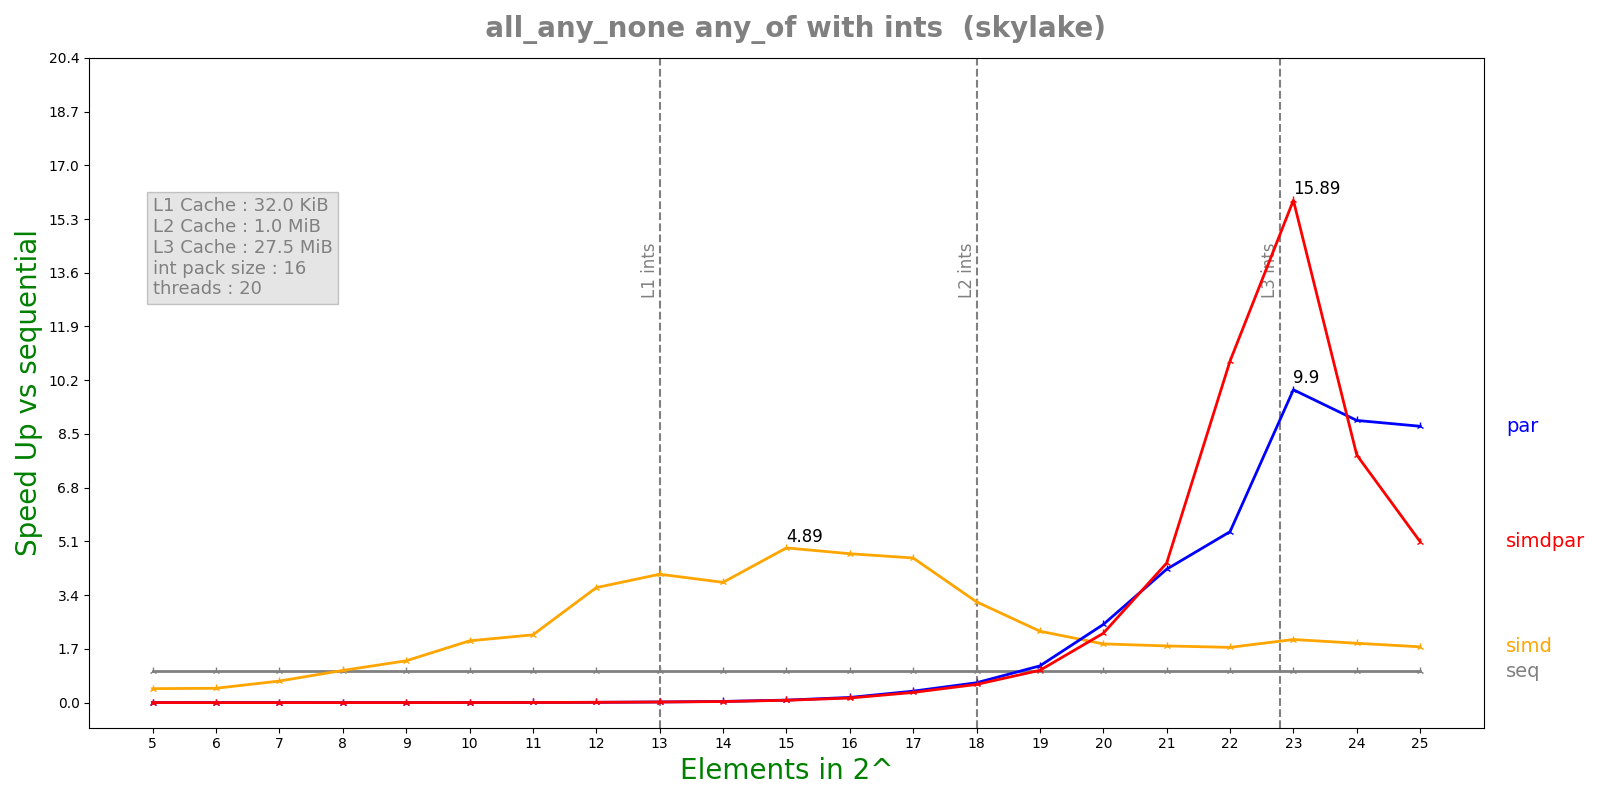 all_any_none any_of with ints  (skylake)
Speed Up vs sequential
20.4
18.7
17.0
15.3
13.6
11.9
10.2
8.5
6.8
5.1
3.4
1.7
0.0
L1 Cache : 32.0 KiB
L2 Cache : 1.0 MiB
L3 Cache : 27.5 MiB
int pack size : 16
threads : 20
L1 ints
L2 ints
L3 ints
15.89
9.9
4.89
par
simdpar
simd
seq
5 6 7 8 9 10 11 12 13 14 15 16 17 18 19 20 21 22 23 24 25
Elements in 2^